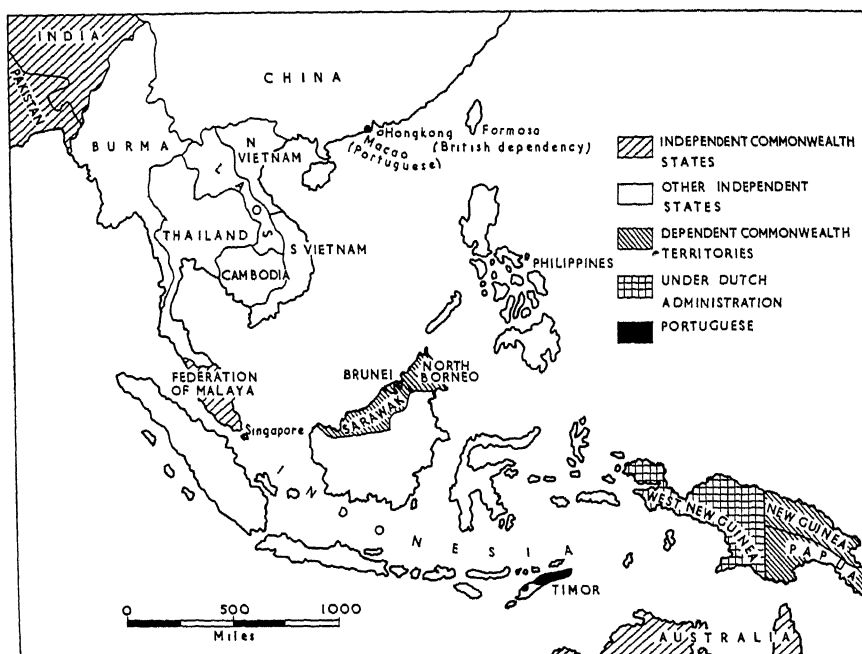 INDIA
PAKISTAN
CHINA
BURMA
N
VIETNAM
LAOS
THAILAND
S VIETNAM
CAMBODIA
Hongkong
(British dependency)
Macao
(Portuguese)
Formosa
PHILIPPINES
FEDERATION
OF MALAYA
Singapore
BRUNEI
NORTH
BORNEO
SARAWAK
INDONESIA
WEST NEW GUINEA
NEW GUINEA
PAPUA
TIMOR
AUSTRALIA
INDEPENDENT COMMONWEALTH
STATES
OTHER INDEPENDENT
STATES
DEPENDENT COMMONWEALTH
TERRITORIES
UNDER DUTCH
ADMINISTRATION
PORTUGUESE
0 500 1000
Miles